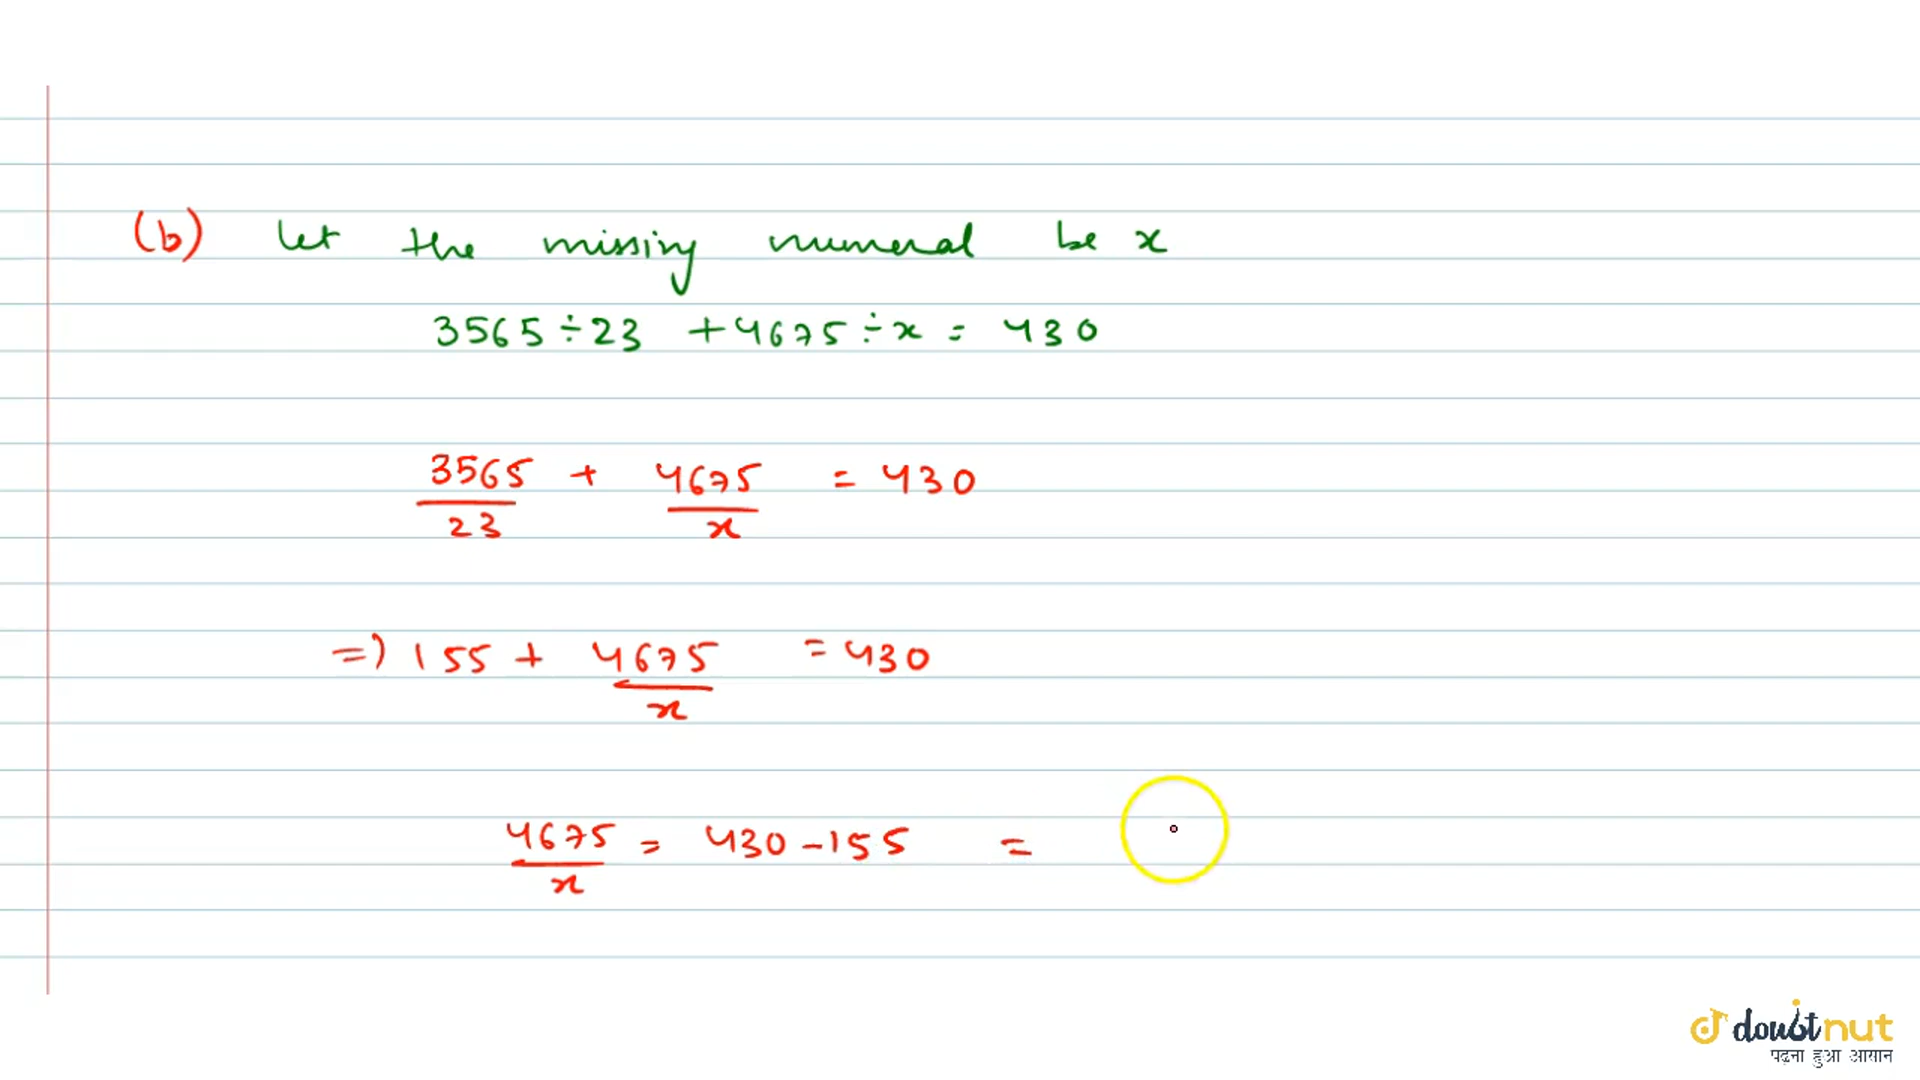 (b) let the missing numeral be x
3565 ÷ 23 + 4675 ÷ x = 430
3565/23 + 4675/x = 430
=) 155 + 4675/x = 430
4675/x = 430 - 155 =
doubtnut
पढ़ना हुआ आसान